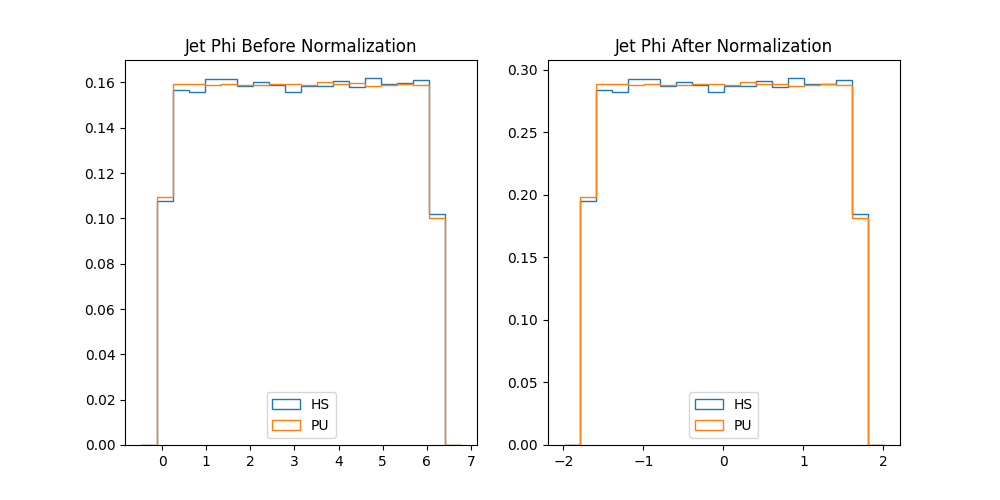 Jet Phi Before Normalization
0.16
0.14
0.12
0.10
0.08
0.06
0.04
0.02
0.00
0 1 2 3 4 5 6 7
HS
PU
Jet Phi After Normalization
0.30
0.25
0.20
0.15
0.10
0.05
0.00
−2 −1 0 1 2
HS
PU